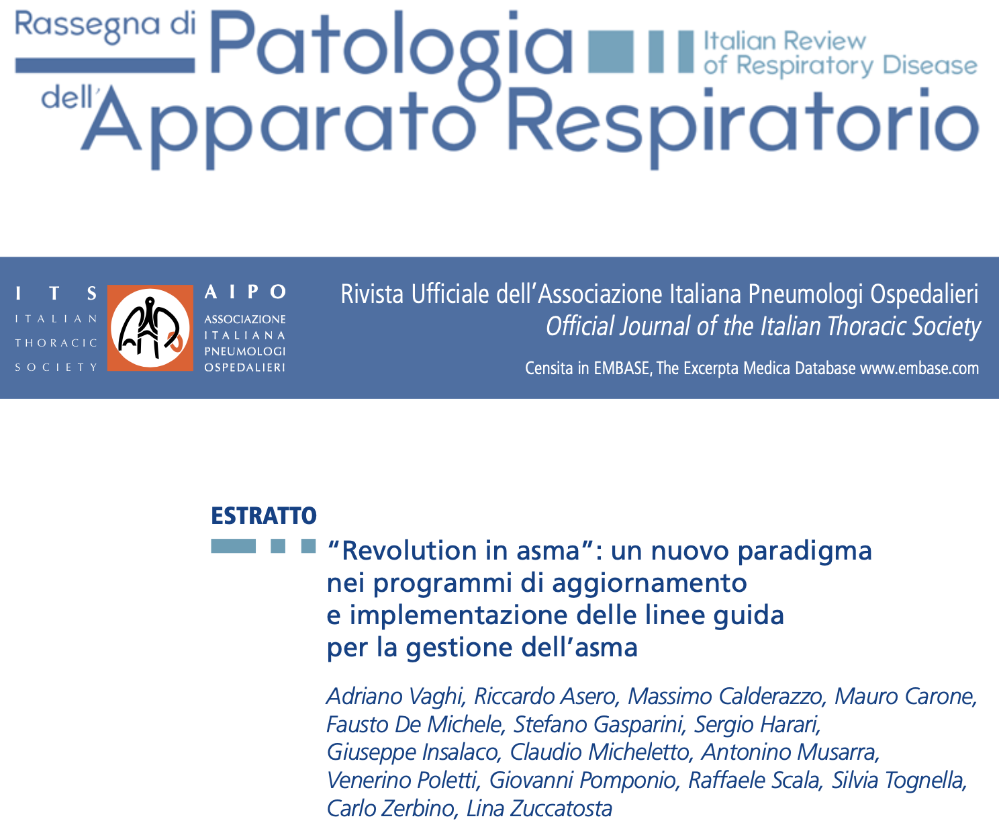 Rassegna di Patologia
dell'Apparato Respiratorio
Italian Review
of Respiratory Disease
I T S
ITALIAN
THORACIC
SOCIETY
A I P O
ASSOCIAZIONE
ITALIANA
PNEUMOLOGI
OSPEDALIERI
Rivista Ufficiale dell'Associazione Italiana Pneumologi Ospedalieri
Official Journal of the Italian Thoracic Society
Censita in EMBASE, The Excerpta Medica Database www.embase.com
ESTRATTO
“Revolution in asma”: un nuovo paradigma
nei programmi di aggiornamento
e implementazione delle linee guida
per la gestione dell’asma
Adriano Vaghi, Riccardo Asero, Massimo Calderazzo, Mauro Carone,
Fausto De Michele, Stefano Gasparini, Sergio Harari,
Giuseppe Insalaco, Claudio Micheletto, Antonino Musarra,
Venerino Poletti, Giovanni Pomponio, Raffaele Scala, Silvia Tognella,
Carlo Zerbino, Lina Zuccatosta